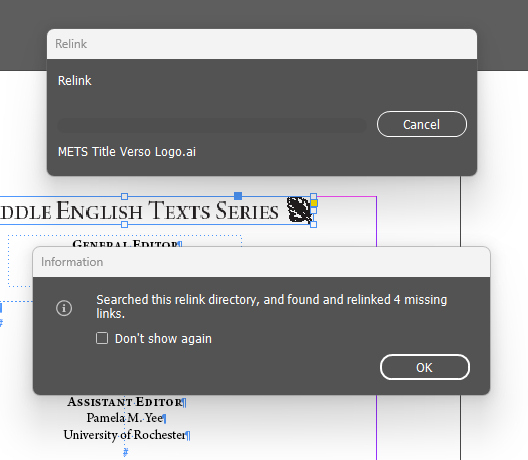 Relink
Relink
Cancel
METS Title Verso Logo.ai
DDLE ENGLISH TEXTS SERIES
GENERAL EDITOR¶
Information
Searched this relink directory, and found and relinked 4 missing
links.
Don't show again
OK
#
ASSISTANT EDITOR¶
Pamela M. Yee¶
University of Rochester¶
#